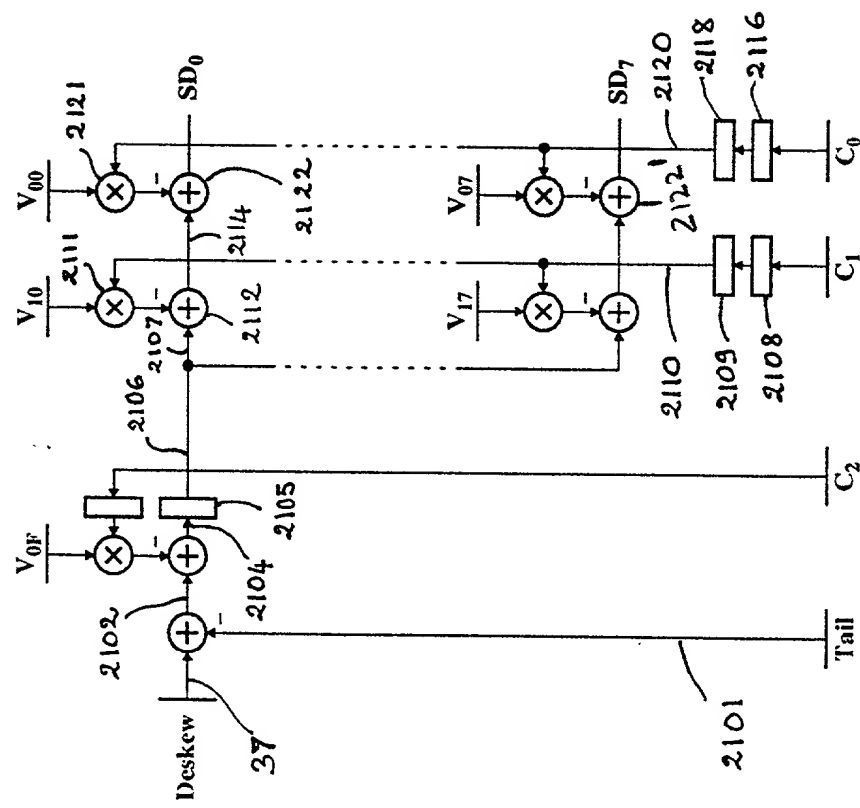 V₀₀
2121
SD₀
2122
2114
V₁₀
2111
2107
2112
2106
V₀F
2105
2104
2102
Deskew
37
V₀₇
SD₇
2122'
2120
2118
2116
C₀
V₁₇
2110
2109
2108
C₁
C₂
2101
Tail